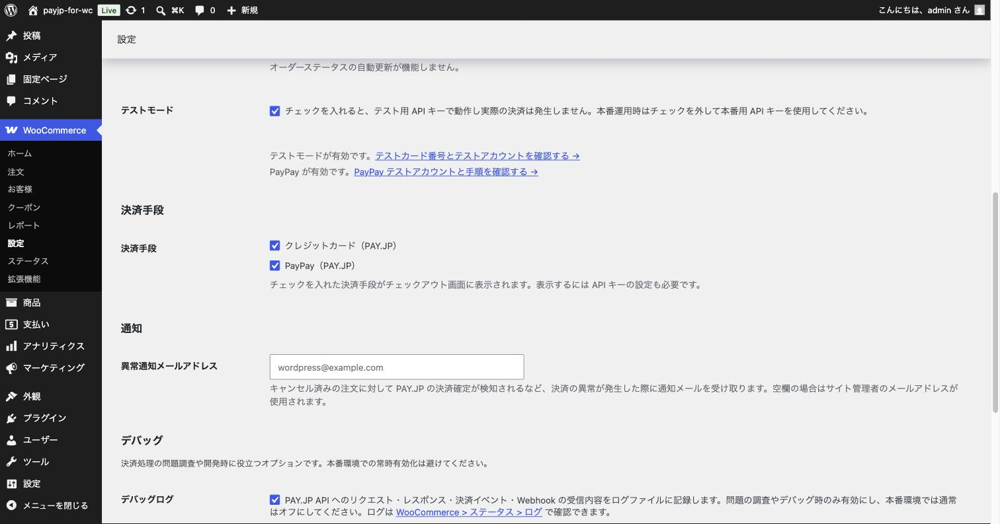 payjp-for-wc
Live
1
⌘K
0
新規
こんにちは、admin さん
投稿
メディア
固定ページ
コメント
WooCommerce
ホーム
注文
お客様
クーポン
レポート
設定
ステータス
拡張機能
商品
支払い
アナリティクス
マーケティング
外観
プラグイン
ユーザー
ツール
設定
メニューを閉じる
設定
オーダーステータスの自動更新が機能しません。
テストモード
チェックを入れると、テスト用 API キーで動作し実際の決済は発生しません。本番運用時はチェックを外して本番用 API キーを使用してください。
テストモードが有効です。テストカード番号とテストアカウントを確認する →
PayPay が有効です。PayPay テストアカウントと手順を確認する →
決済手段
決済手段
クレジットカード（PAY.JP）
PayPay（PAY.JP）
チェックを入れた決済手段がチェックアウト画面に表示されます。表示するには API キーの設定も必要です。
通知
異常通知メールアドレス
wordpress@example.com
キャンセル済みの注文に対して PAY.JP の決済確定が検知されるなど、決済の異常が発生した際に通知メールを受け取ります。空欄の場合はサイト管理者のメールアドレスが
使用されます。
デバッグ
決済処理の問題調査や開発時に役立つオプションです。本番環境での常時有効化は避けてください。
デバッグログ
PAY.JP API へのリクエスト・レスポンス・決済イベント・Webhook の受信内容をログファイルに記録します。問題の調査やデバッグ時のみ有効にし、本番環境では通常
はオフにしてください。ログは WooCommerce > ステータス > ログ で確認できます。